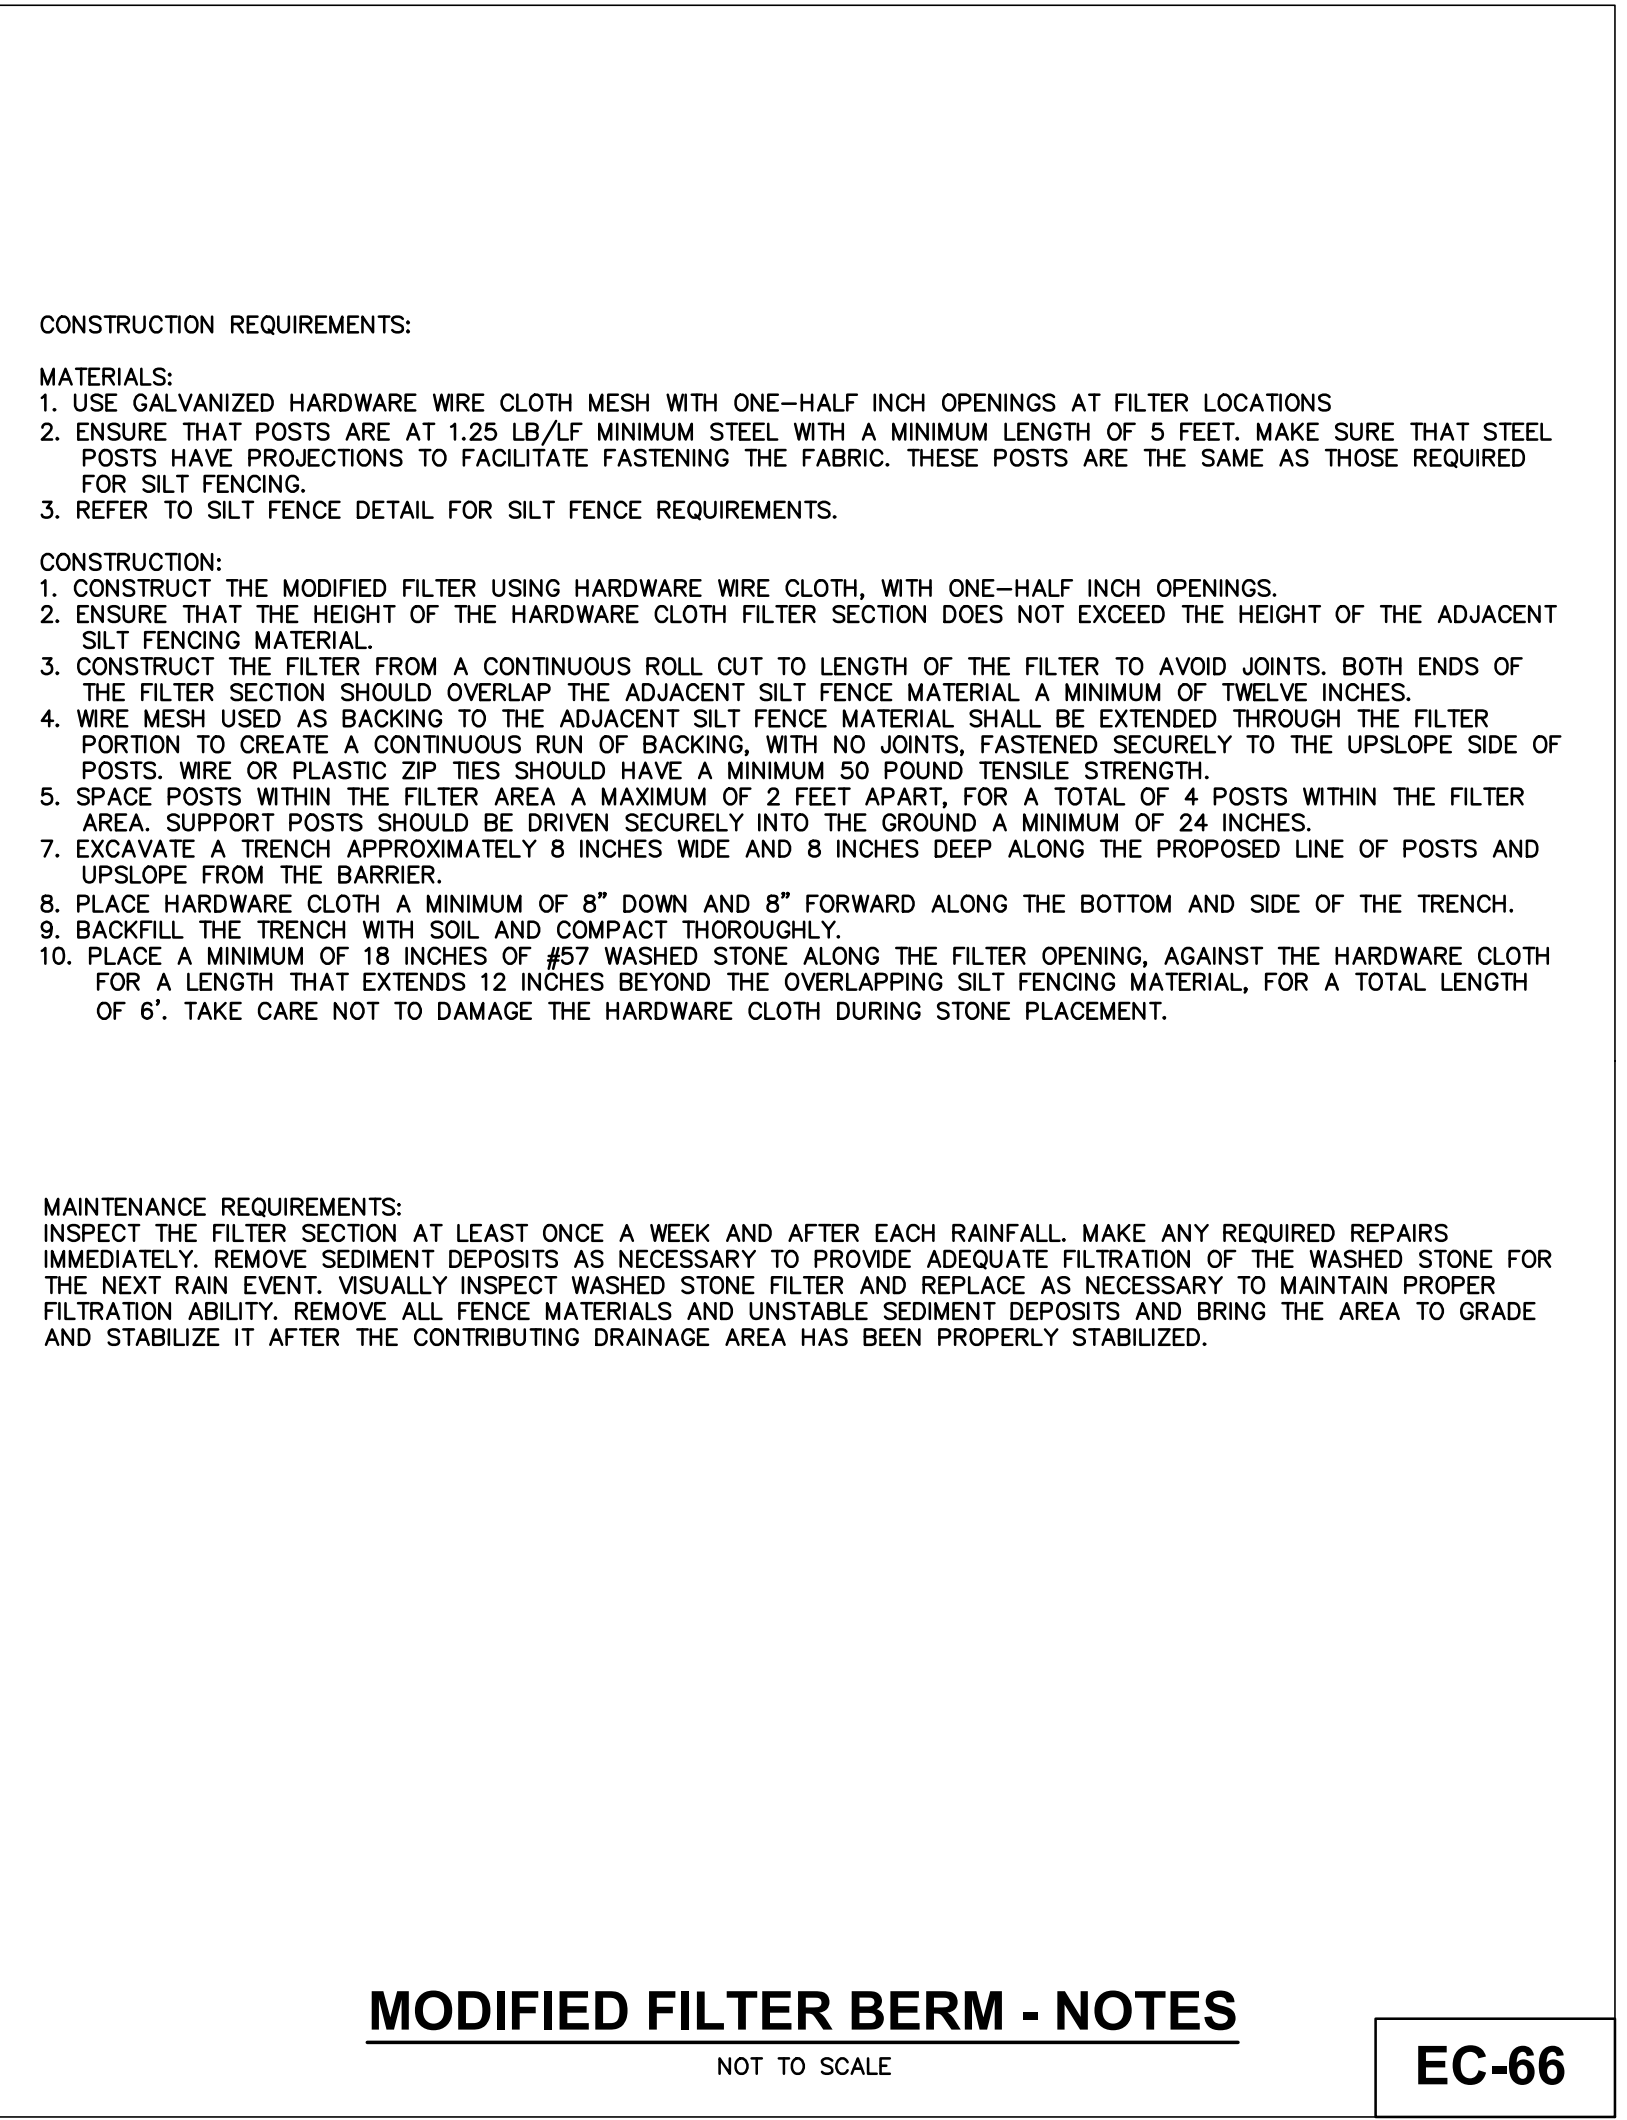 CONSTRUCTION REQUIREMENTS:
MATERIALS:
1. USE GALVANIZED HARDWARE WIRE CLOTH MESH WITH ONE-HALF INCH OPENINGS AT FILTER LOCATIONS
2. ENSURE THAT POSTS ARE AT 1.25 LB/LF MINIMUM STEEL WITH A MINIMUM LENGTH OF 5 FEET. MAKE SURE THAT STEEL
POSTS HAVE PROJECTIONS TO FACILITATE FASTENING THE FABRIC. THESE POSTS ARE THE SAME AS THOSE REQUIRED
FOR SILT FENCING.
3. REFER TO SILT FENCE DETAIL FOR SILT FENCE REQUIREMENTS.
CONSTRUCTION:
1. CONSTRUCT THE MODIFIED FILTER USING HARDWARE WIRE CLOTH, WITH ONE-HALF INCH OPENINGS.
2. ENSURE THAT THE HEIGHT OF THE HARDWARE CLOTH FILTER SECTION DOES NOT EXCEED THE HEIGHT OF THE ADJACENT
SILT FENCING MATERIAL.
3. CONSTRUCT THE FILTER FROM A CONTINUOUS ROLL CUT TO LENGTH OF THE FILTER TO AVOID JOINTS. BOTH ENDS OF
THE FILTER SECTION SHOULD OVERLAP THE ADJACENT SILT FENCE MATERIAL A MINIMUM OF TWELVE INCHES.
4. WIRE MESH USED AS BACKING TO THE ADJACENT SILT FENCE MATERIAL SHALL BE EXTENDED THROUGH THE FILTER
PORTION TO CREATE A CONTINUOUS RUN OF BACKING, WITH NO JOINTS, FASTENED SECURELY TO THE UPSLOPE SIDE OF
POSTS. WIRE OR PLASTIC ZIP TIES SHOULD HAVE A MINIMUM 50 POUND TENSILE STRENGTH.
5. SPACE POSTS WITHIN THE FILTER AREA A MAXIMUM OF 2 FEET APART, FOR A TOTAL OF 4 POSTS WITHIN THE FILTER
AREA. SUPPORT POSTS SHOULD BE DRIVEN SECURELY INTO THE GROUND A MINIMUM OF 24 INCHES.
7. EXCAVATE A TRENCH APPROXIMATELY 8 INCHES WIDE AND 8 INCHES DEEP ALONG THE PROPOSED LINE OF POSTS AND
UPSLOPE FROM THE BARRIER.
8. PLACE HARDWARE CLOTH A MINIMUM OF 8" DOWN AND 8" FORWARD ALONG THE BOTTOM AND SIDE OF THE TRENCH.
9. BACKFILL THE TRENCH WITH SOIL AND COMPACT THOROUGHLY.
10. PLACE A MINIMUM OF 18 INCHES OF #57 WASHED STONE ALONG THE FILTER OPENING, AGAINST THE HARDWARE CLOTH
FOR A LENGTH THAT EXTENDS 12 INCHES BEYOND THE OVERLAPPING SILT FENCING MATERIAL, FOR A TOTAL LENGTH
OF 6'. TAKE CARE NOT TO DAMAGE THE HARDWARE CLOTH DURING STONE PLACEMENT.
MAINTENANCE REQUIREMENTS:
INSPECT THE FILTER SECTION AT LEAST ONCE A WEEK AND AFTER EACH RAINFALL. MAKE ANY REQUIRED REPAIRS
IMMEDIATELY. REMOVE SEDIMENT DEPOSITS AS NECESSARY TO PROVIDE ADEQUATE FILTRATION OF THE WASHED STONE FOR
THE NEXT RAIN EVENT. VISUALLY INSPECT WASHED STONE FILTER AND REPLACE AS NECESSARY TO MAINTAIN PROPER
FILTRATION ABILITY. REMOVE ALL FENCE MATERIALS AND UNSTABLE SEDIMENT DEPOSITS AND BRING THE AREA TO GRADE
AND STABILIZE IT AFTER THE CONTRIBUTING DRAINAGE AREA HAS BEEN PROPERLY STABILIZED.
MODIFIED FILTER BERM - NOTES
NOT TO SCALE
EC-66